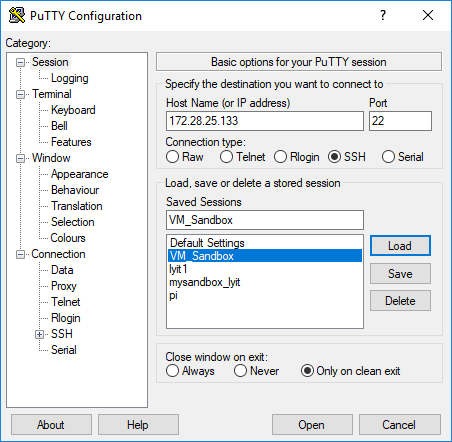 PuTTY Configuration
Category:
Session
Logging
Terminal
Keyboard
Bell
Features
Window
Appearance
Behaviour
Translation
Selection
Colours
Connection
Data
Proxy
Telnet
Rlogin
SSH
Serial
Basic options for your PuTTY session
Specify the destination you want to connect to
Host Name (or IP address) Port
172.28.25.133 22
Connection type:
Raw Telnet Rlogin SSH Serial
Load, save or delete a stored session
Saved Sessions
VM_Sandbox
Default Settings
VM_Sandbox
lyit1
mysandbox_lyit
pi
Load
Save
Delete
Close window on exit:
Always Never Only on clean exit
About Help Open Cancel